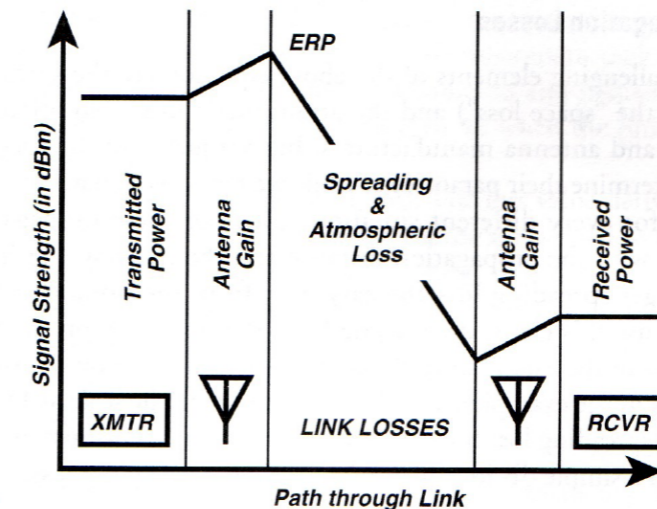 ERP
Spreading
&
Atmospheric
Loss
Signal Strength (in dBm)
Transmitted
Power
Antenna
Gain
Antenna
Gain
Received
Power
XMTR
LINK LOSSES
RCVR
Path through Link